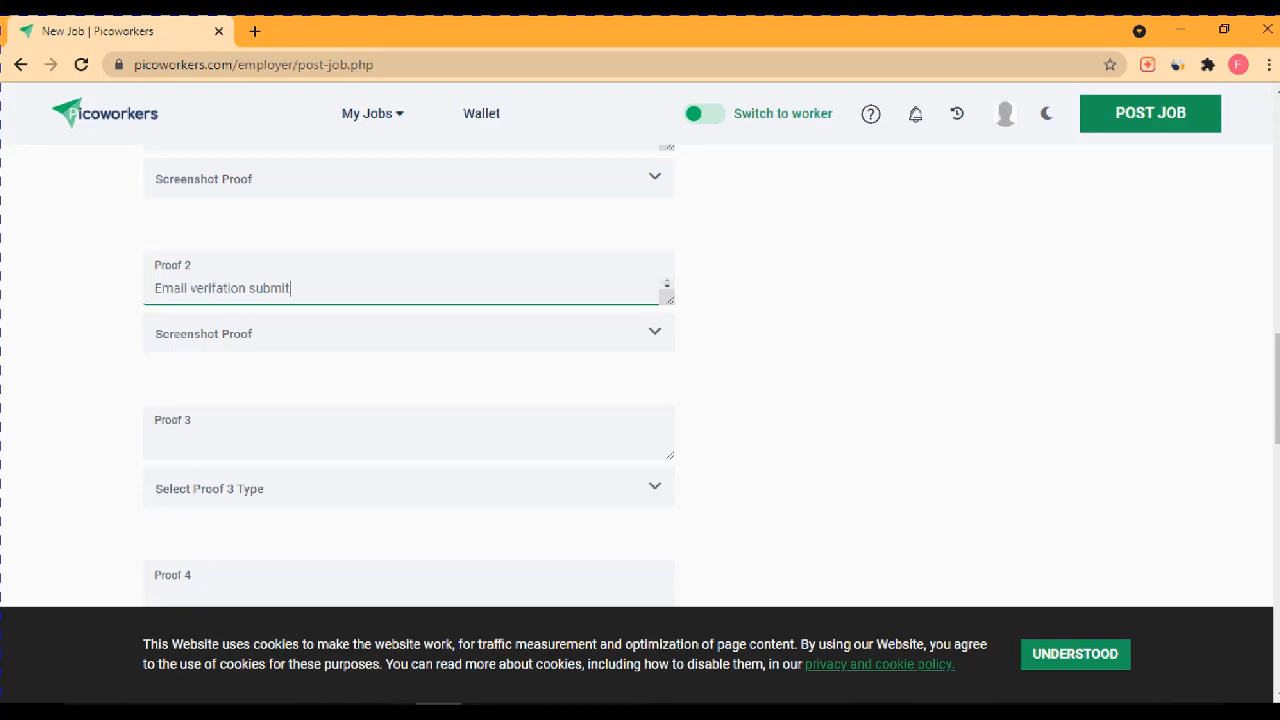 New Job | Picoworkers
picoworkers.com/employer/post-job.php
F
Picoworkers
My Jobs
Wallet
Switch to worker
POST JOB
Screenshot Proof
Proof 2
Email verifation submit
Screenshot Proof
Proof 3
Select Proof 3 Type
Proof 4
This Website uses cookies to make the website work, for traffic measurement and optimization of page content. By using our Website, you agree
to the use of cookies for these purposes. You can read more about cookies, including how to disable them, in our privacy and cookie policy.
UNDERSTOOD